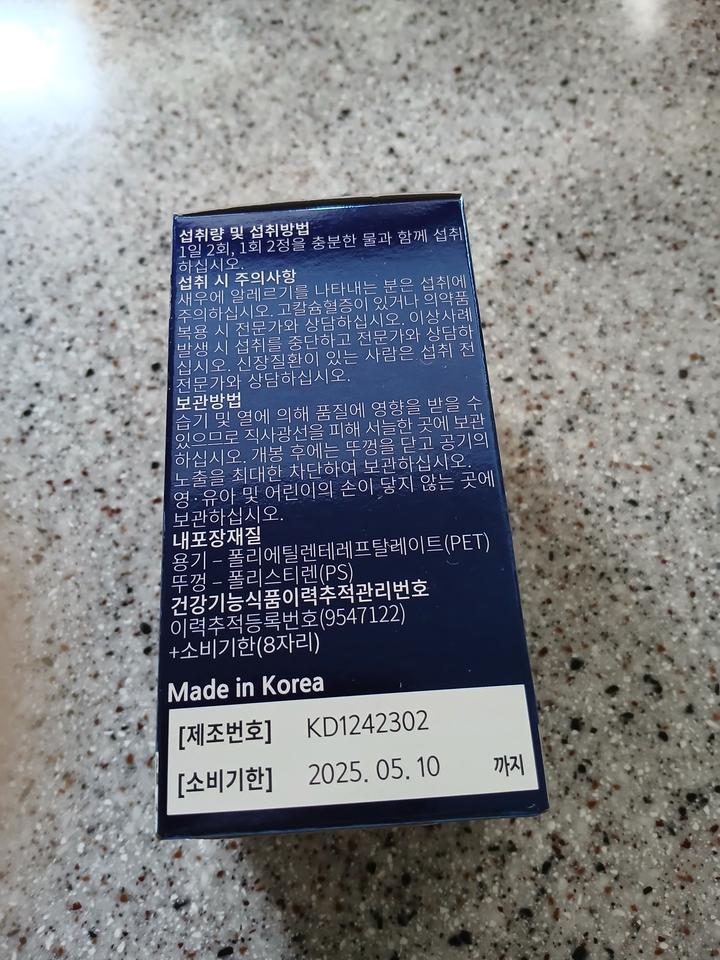 섭취량 및 섭취방법
1일 2회, 1회 2정을 충분한 물과 함께 섭취
하십시오.
섭취 시 주의사항
새우에 알레르기를 나타내는 분은 섭취에
주의하십시오. 고칼슘혈증이 있거나 의약품
복용 시 전문가와 상담하십시오. 이상사례
발생 시 섭취를 중단하고 전문가와 상담하
십시오. 신장질환이 있는 사람은 섭취 전
전문가와 상담하십시오.
보관방법
습기 및 열에 의해 품질에 영향을 받을 수
있으므로 직사광선을 피해 서늘한 곳에 보관
하십시오. 개봉 후에는 뚜껑을 닫고 공기의
노출을 최대한 차단하여 보관하십시오.
영·유아 및 어린이의 손이 닿지 않는 곳에
보관하십시오.
내포장재질
용기 – 폴리에틸렌테레프탈레이트(PET)
뚜껑 – 폴리스티렌(PS)
건강기능식품이력추적관리번호
이력추적등록번호(9547122)
+소비기한(8자리)
Made in Korea
[제조번호] KD1242302
[소비기한] 2025. 05. 10 까지